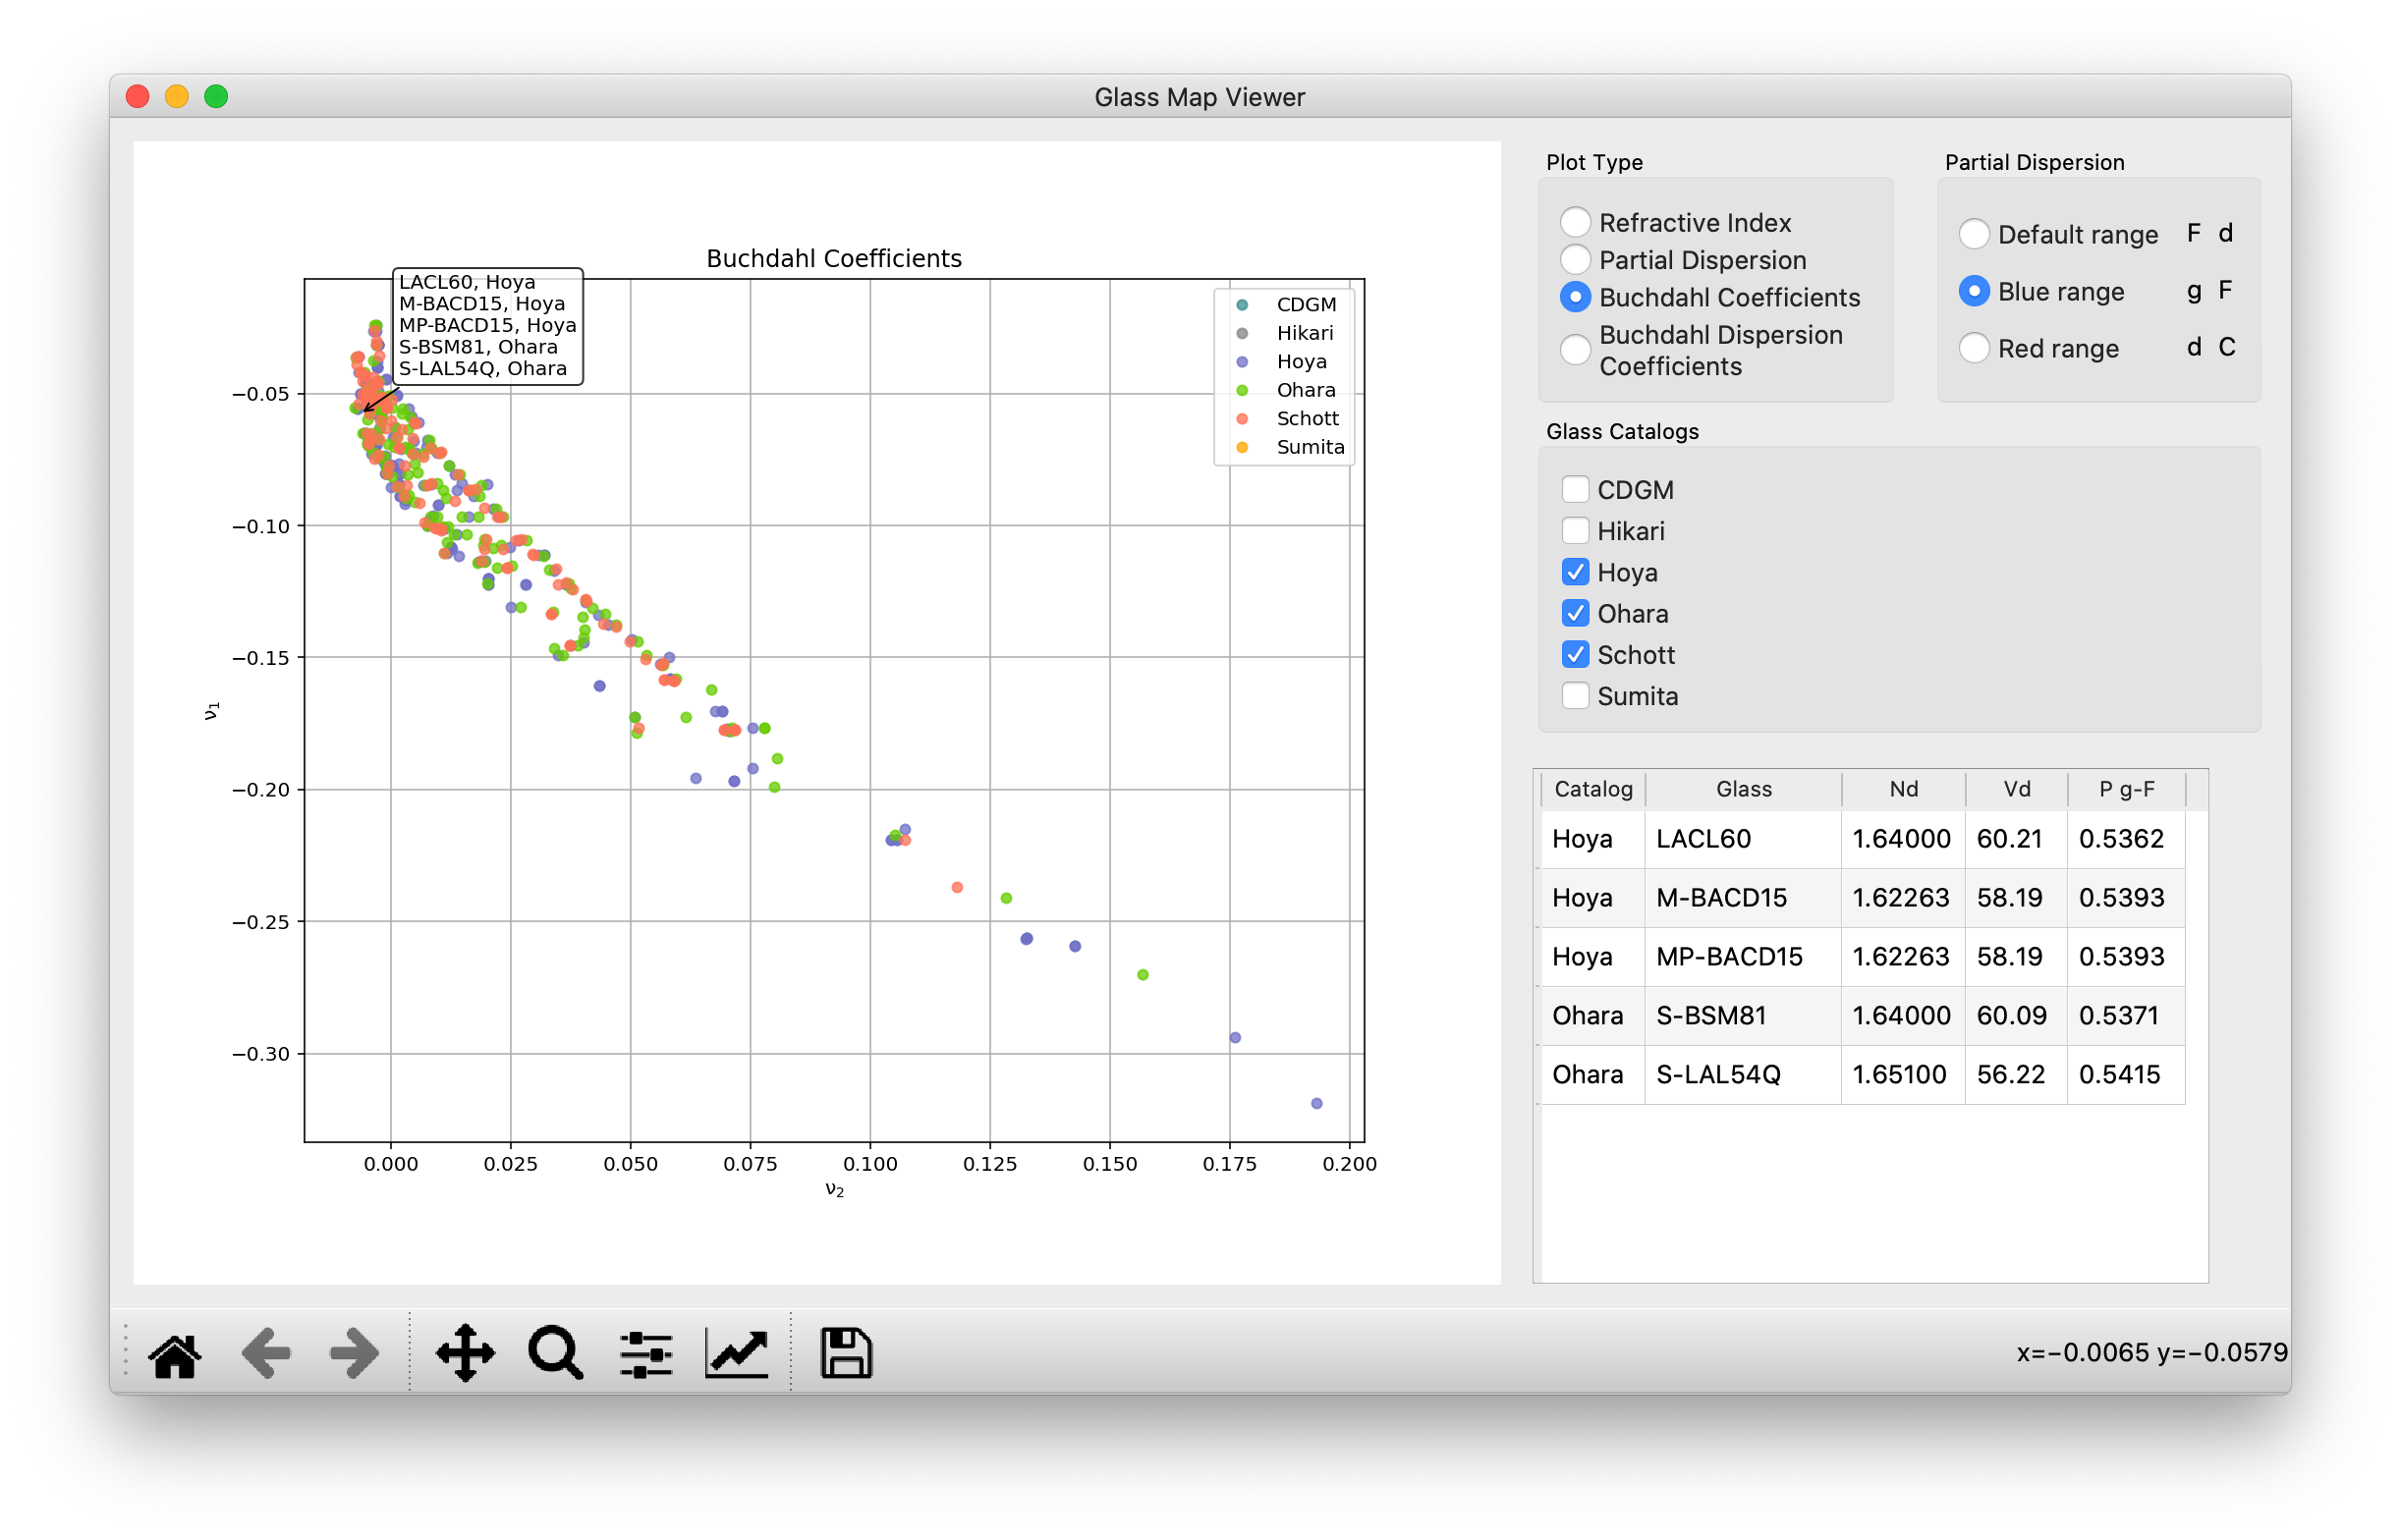 Glass Map Viewer
Buchdahl Coefficients
LACL60, Hoya
M-BACD15, Hoya
MP-BACD15, Hoya
S-BSM81, Ohara
S-LAL54Q, Ohara
CDGM
Hikari
Hoya
Ohara
Schott
Sumita
−0.05
−0.10
−0.15
−0.20
−0.25
−0.30
ν₁
0.000 0.025 0.050 0.075 0.100 0.125 0.150 0.175 0.200
ν₂
Plot Type
Refractive Index
Partial Dispersion
Buchdahl Coefficients
Buchdahl Dispersion
Coefficients
Partial Dispersion
Default range F d
Blue range g F
Red range d C
Glass Catalogs
CDGM
Hikari
Hoya
Ohara
Schott
Sumita
Catalog Glass Nd Vd P g-F
Hoya LACL60 1.64000 60.21 0.5362
Hoya M-BACD15 1.62263 58.19 0.5393
Hoya MP-BACD15 1.62263 58.19 0.5393
Ohara S-BSM81 1.64000 60.09 0.5371
Ohara S-LAL54Q 1.65100 56.22 0.5415
x=−0.0065 y=−0.0579